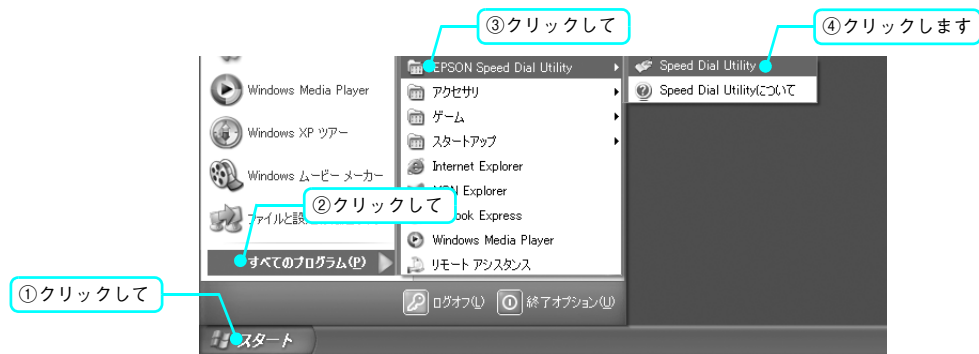 ③クリックして
④クリックします
EPSON Speed Dial Utility
Speed Dial Utility
Windows Media Player
アクセサリ
Speed Dial Utilityについて
ゲーム
Windows XP ツアー
スタートアップ
Internet Explorer
Windows ムービー メーカー
Explorer
②クリックして
ファイルと設
Express
Windows Media Player
すべてのプログラム(P)
リモート アシスタンス
①クリックして
ログオフ(L)
終了オプション(U)
スタート